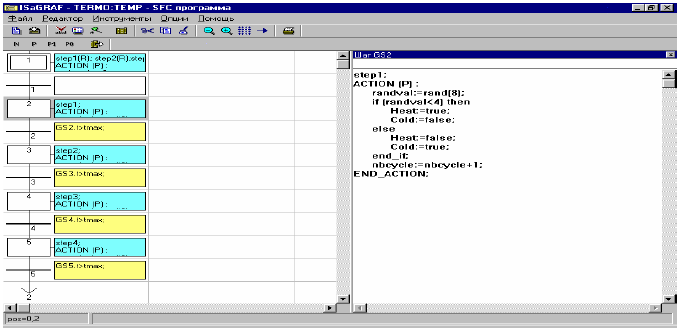 ISaGRAF - TERMO:TEMP - SFC программа
Файл Редактор Инструменты Опции Помощь
N P P1 P0
1
step1(R); step2(R);step
ACTION (P) :
1
2
step1;
ACTION (P) :
2
GS2.t>tmax;
3
step2;
ACTION (P) :
3
GS3.t>tmax;
4
step3;
ACTION (P) :
4
GS4.t>tmax;
5
step4;
ACTION (P) :
5
GS5.t>tmax;
2
pos=0,2
Шаг GS2
step1;
ACTION (P) :
randval:=rand(8);
if (randval<4) then
Heat:=true;
Cold:=false;
else
Heat:=false;
Cold:=true;
end_if;
nbcycle:=nbcycle+1;
END_ACTION;